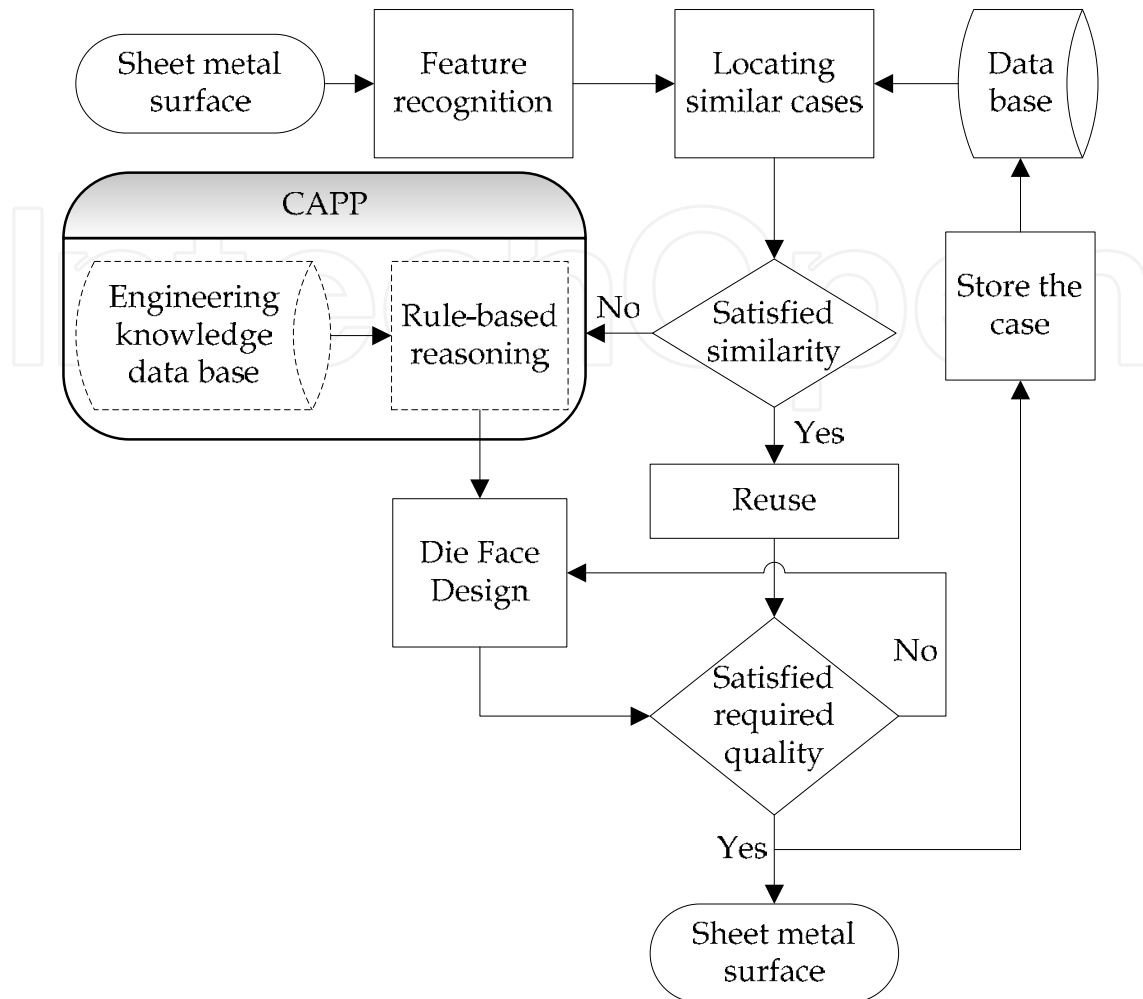 Sheet metal
surface
Feature
recognition
Locating
similar cases
Data
base
CAPP
Engineering
knowledge
data base
Rule-based
reasoning
No
Satisfied
similarity
Store the
case
Yes
Reuse
Die Face
Design
Satisfied
required
quality
No
Yes
Sheet metal
surface
IntechOpen